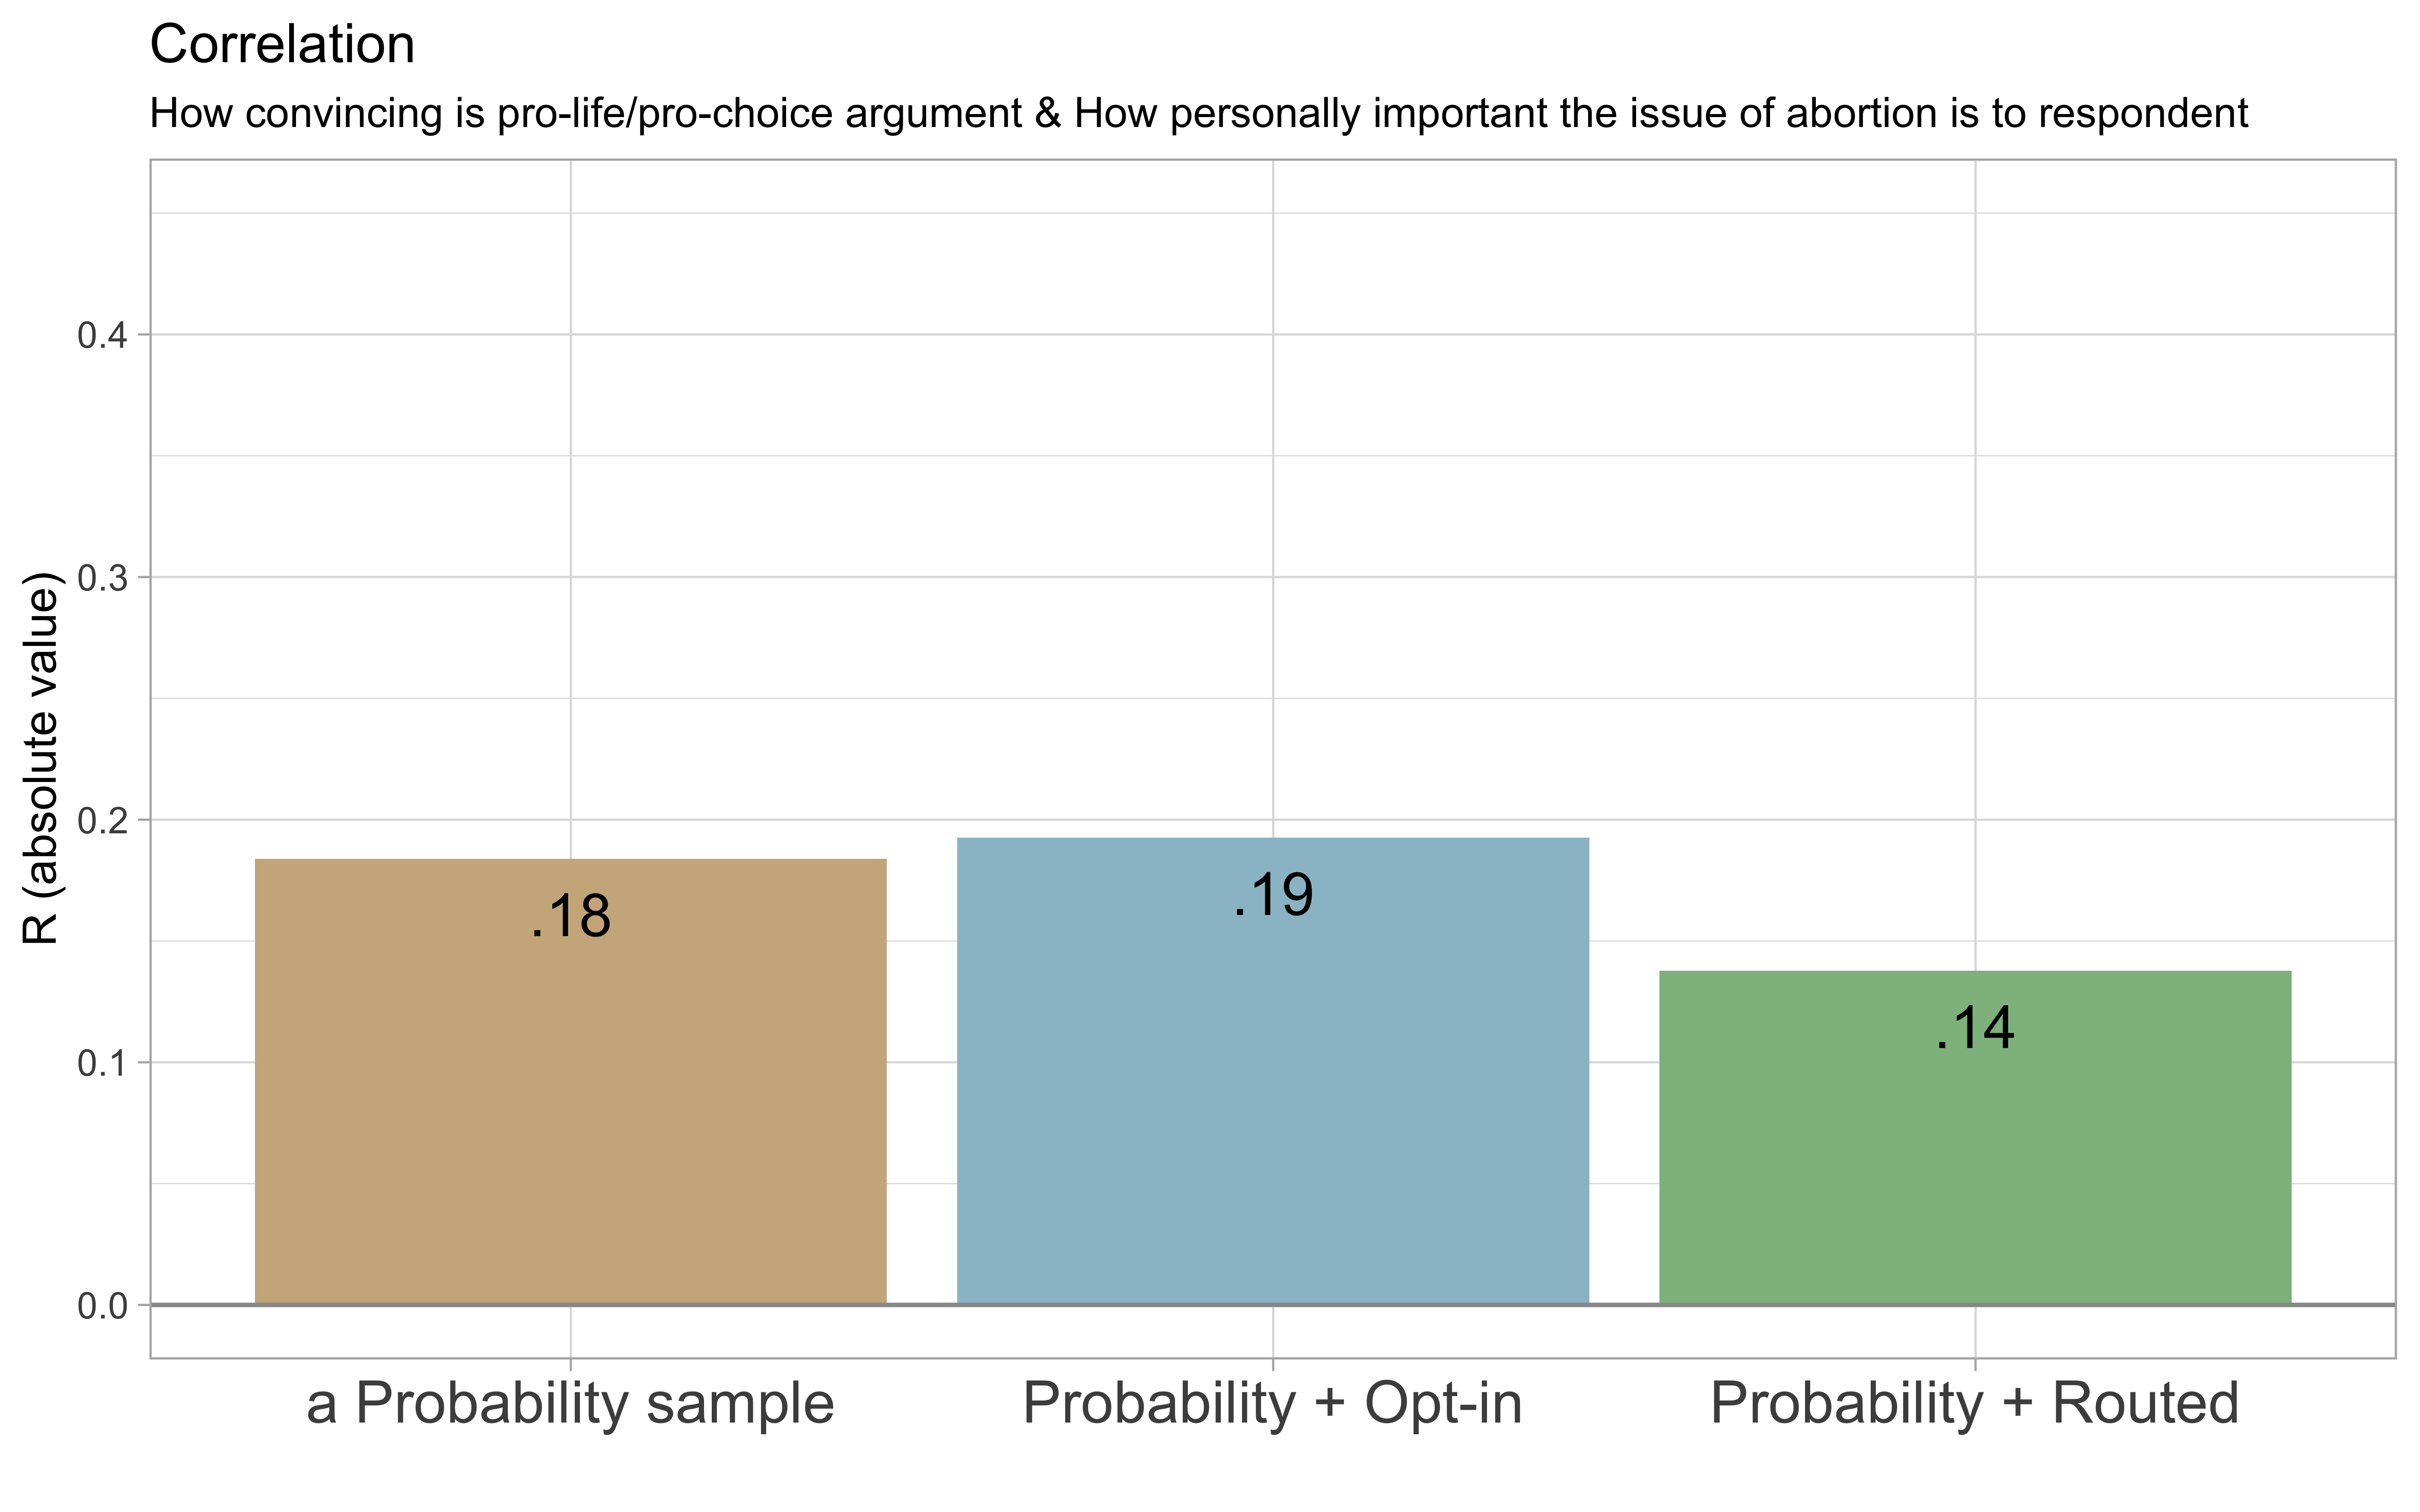 Correlation
How convincing is pro-life/pro-choice argument & How personally important the issue of abortion is to respondent
R (absolute value)
0.4
0.3
0.2
0.1
0.0
.18
.19
.14
a Probability sample
Probability + Opt-in
Probability + Routed